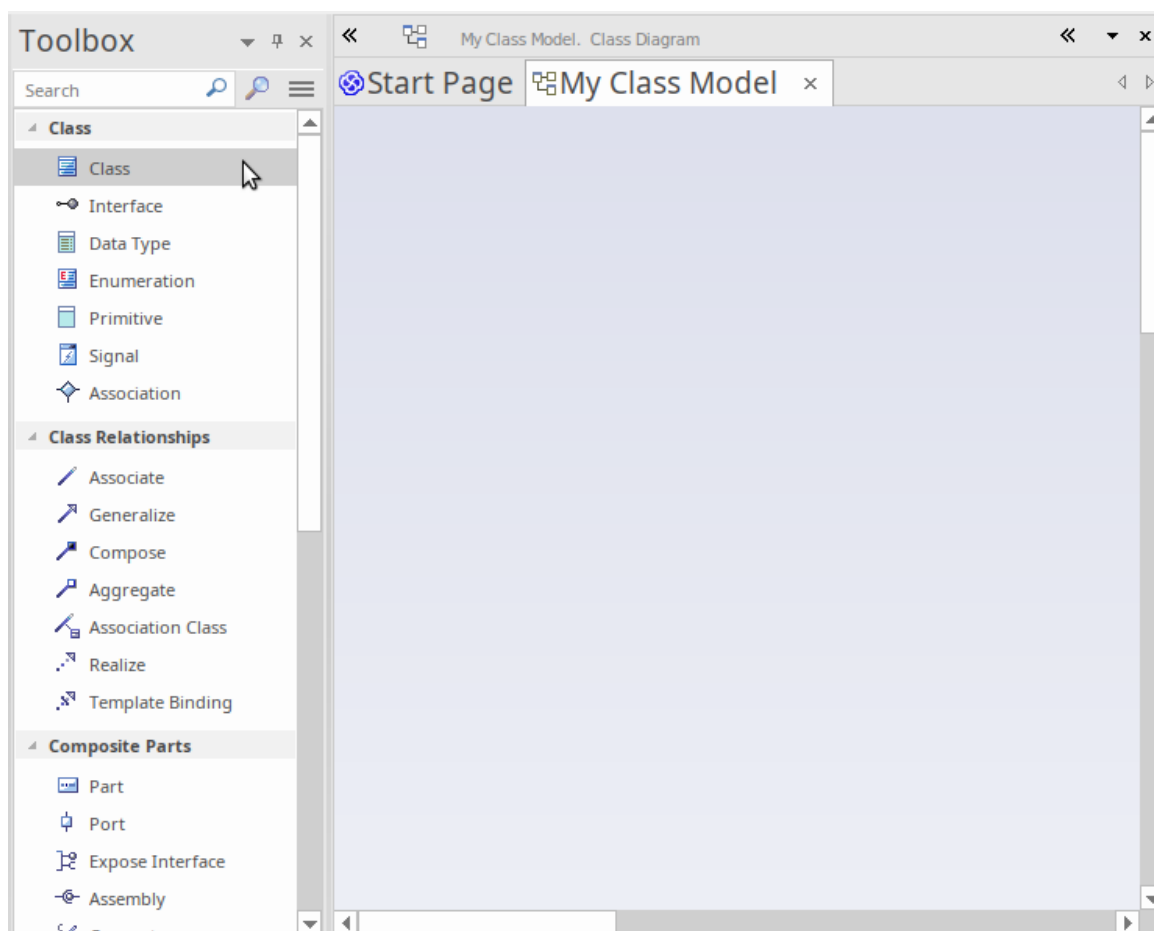 Toolbox
My Class Model. Class Diagram
Search
Start Page
My Class Model
Class
Class
Interface
Data Type
Enumeration
Primitive
Signal
Association
Class Relationships
Associate
Generalize
Compose
Aggregate
Association Class
Realize
Template Binding
Composite Parts
Part
Port
Expose Interface
Assembly